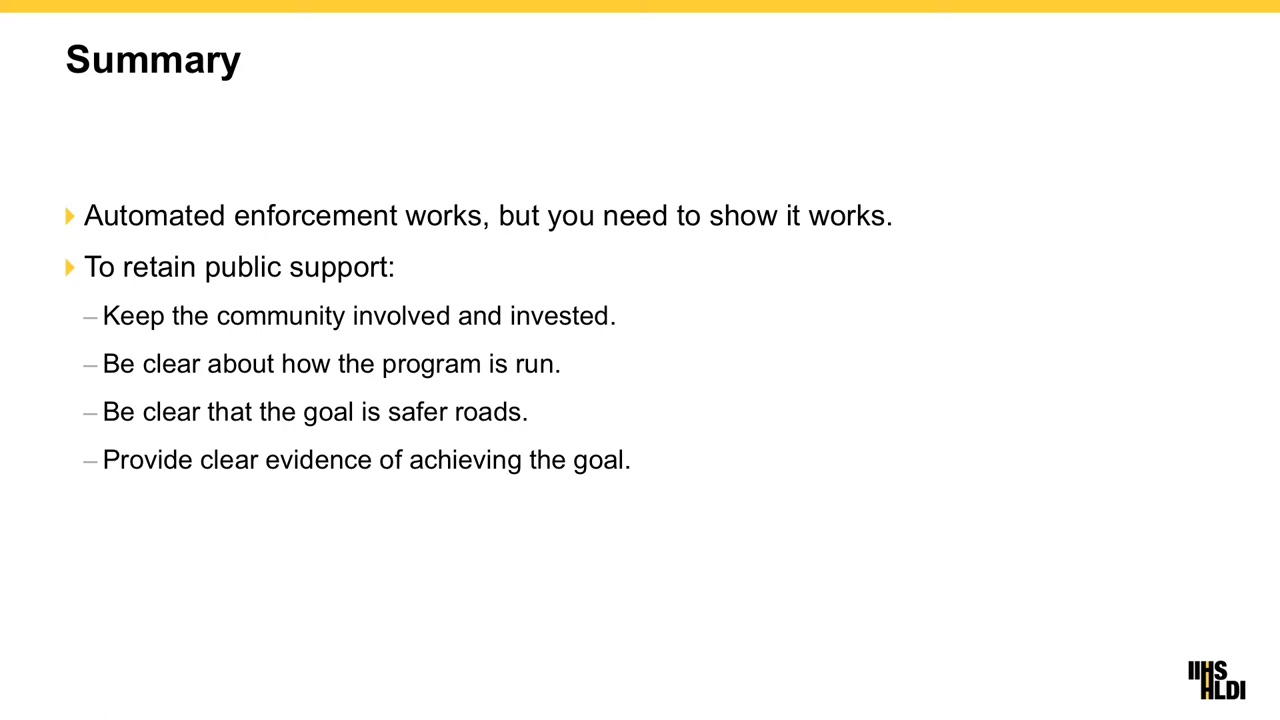 Summary
Automated enforcement works, but you need to show it works.
To retain public support:
– Keep the community involved and invested.
– Be clear about how the program is run.
– Be clear that the goal is safer roads.
– Provide clear evidence of achieving the goal.
IIHS
HLDI